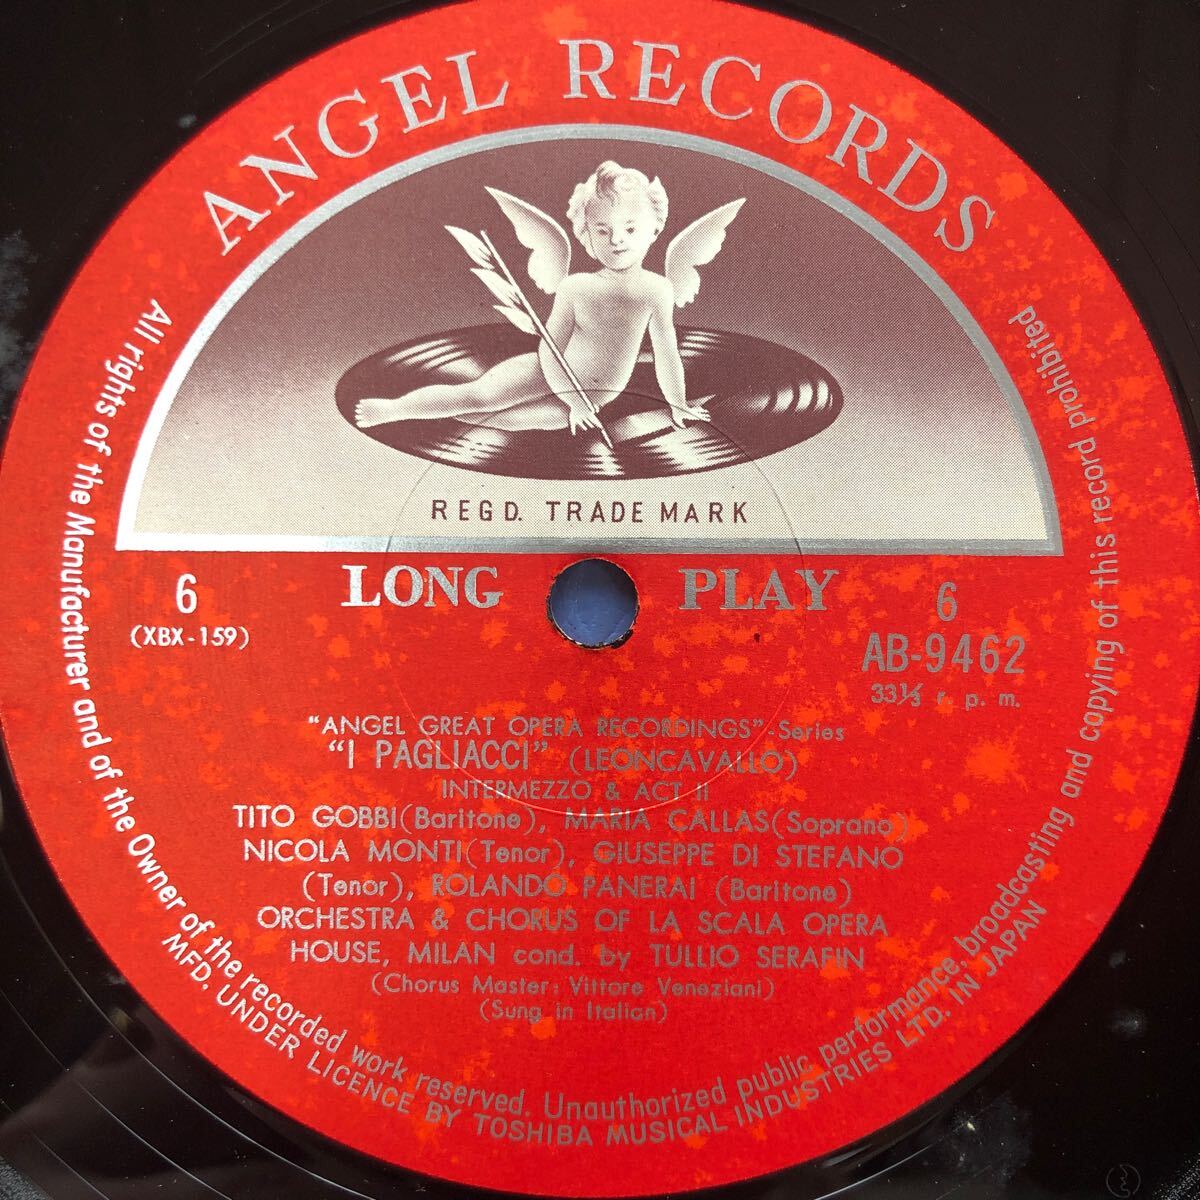 ANGEL RECORDS
REGD. TRADE MARK
6 LONG PLAY 6
(XBX-159)
AB-9462
33⅓ r. p. m.
"ANGEL GREAT OPERA RECORDINGS"-Series
"I PAGLIACCI" (LEONCAVALLO)
INTERMEZZO & ACT II
TITO GOBBI(Baritone), MARIA CALLAS(Soprano)
NICOLA MONTI(Tenor), GIUSEPPE DI STEFANO
(Tenor), ROLANDO PANERAI (Baritone)
ORCHESTRA & CHORUS OF LA SCALA OPERA
HOUSE, MILAN cond. by TULLIO SERAFIN
(Chorus Master: Vittore Veneziani)
(Sung in Italian)
All rights of the Manufacturer and of the Owner of the recorded work reserved. Unauthorized public performance, broadcasting and copying of this record prohibited
MFD. UNDER LICENCE BY TOSHIBA MUSICAL INDUSTRIES LTD. IN JAPAN